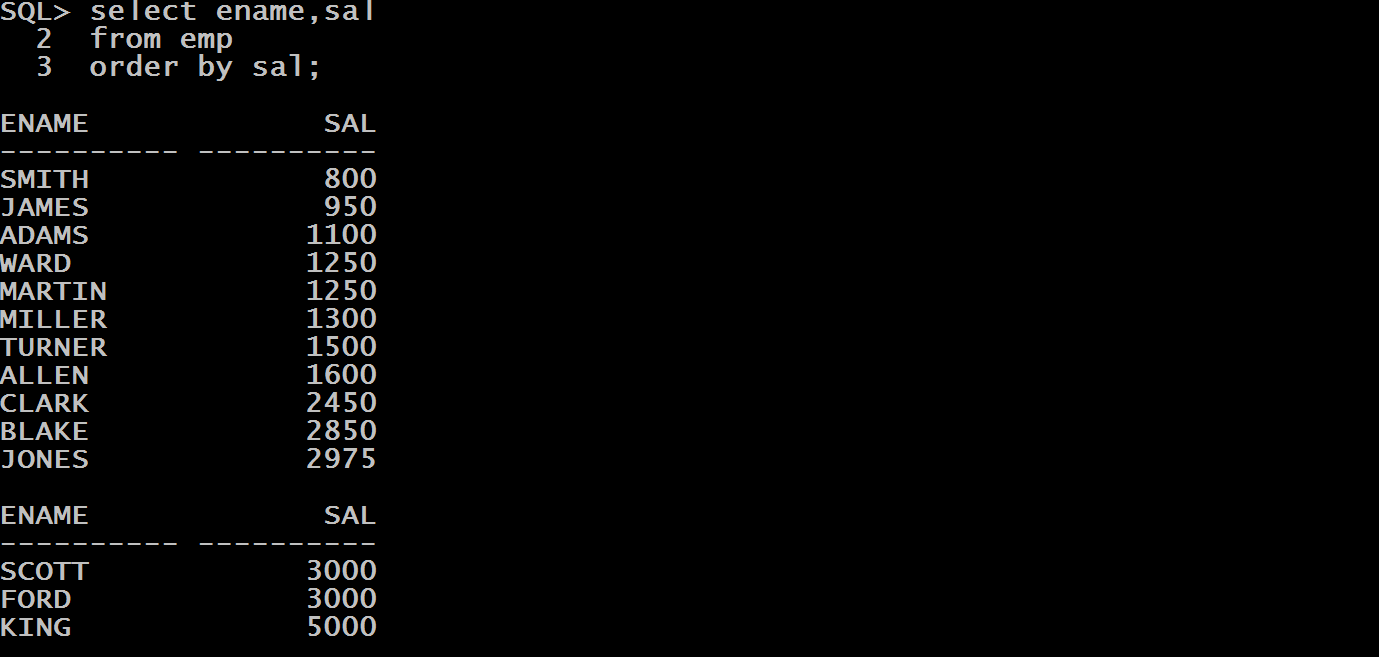 SQL> select ename,sal
  2  from emp
  3  order by sal;

ENAME             SAL
---------- ----------
SMITH             800
JAMES             950
ADAMS            1100
WARD             1250
MARTIN           1250
MILLER           1300
TURNER           1500
ALLEN            1600
CLARK            2450
BLAKE            2850
JONES            2975

ENAME             SAL
---------- ----------
SCOTT            3000
FORD             3000
KING             5000